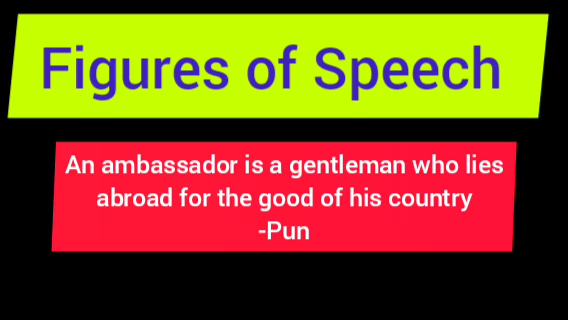 Figures of Speech
An ambassador is a gentleman who lies
abroad for the good of his country
-Pun